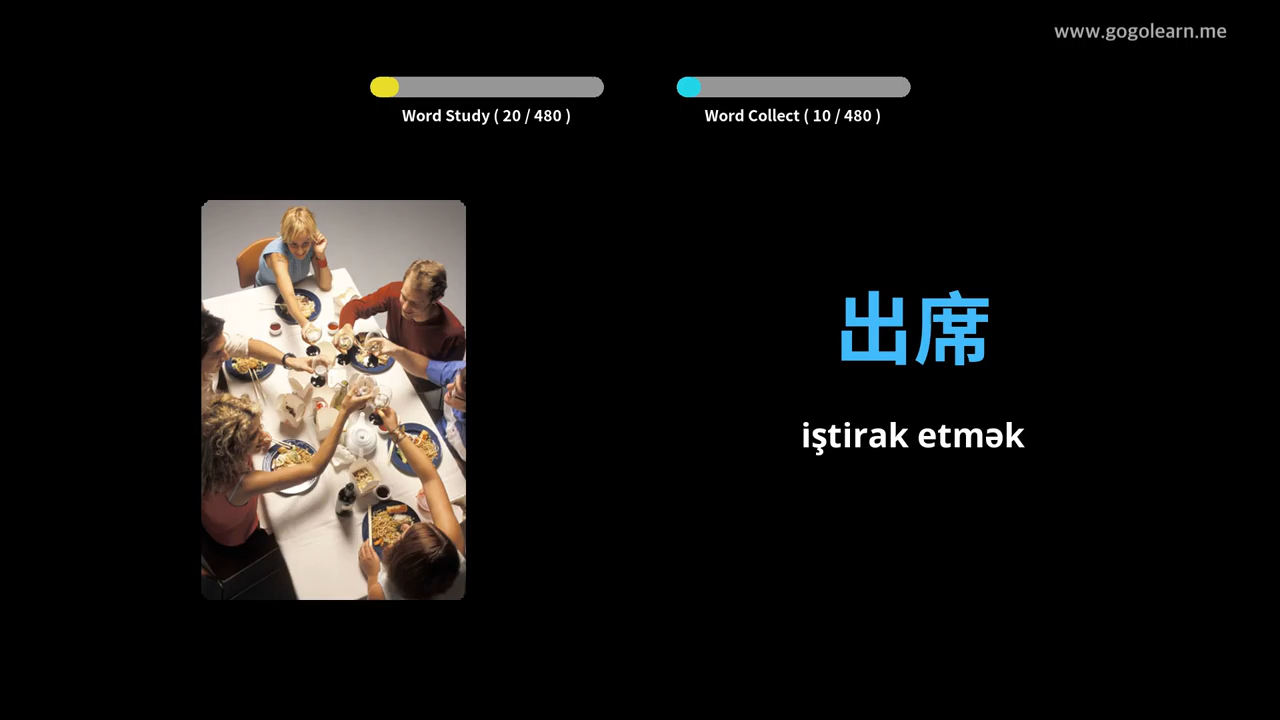 www.gogolearn.me
Word Study ( 20 / 480 )
Word Collect ( 10 / 480 )
出席
iştirak etmək